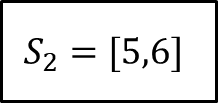 S₂ = [5,6]